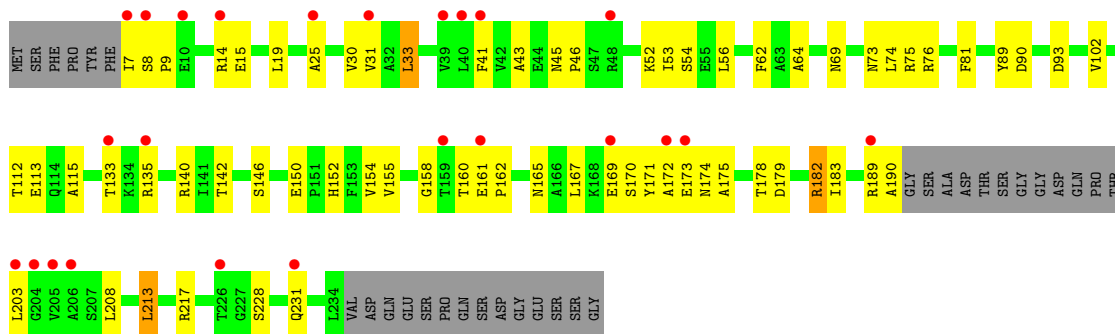 MET SER PHE PRO TYR PHE I7 S8 P9 E10 R14 E15 L19 A25 V30 V31 A32 L33 V39 L40 F41 V42 A43 E44 N45 P46 S47 R48 K52 I53 S54 E55 L56 F62 A63 A64 N69 N73 L74 R75 R76 F81 Y89 D90 D93 V102
T112 E113 Q114 A115 T133 K134 R135 R140 I141 T142 S146 E150 P151 H152 F153 V154 V155 G158 T159 T160 E161 P162 N165 A166 L167 K168 E169 S170 Y171 A172 E173 N174 A175 T178 D179 R182 I183 R189 A190 GLY SER ALA ASP THR SER GLY GLY ASP GLN PRO THR
L203 G204 V205 A206 S207 L208 L213 R217 T226 G227 S228 Q231 L234 VAL ASP GLN GLU SER PRO GLN SER ASP GLY GLU SER SER GLY